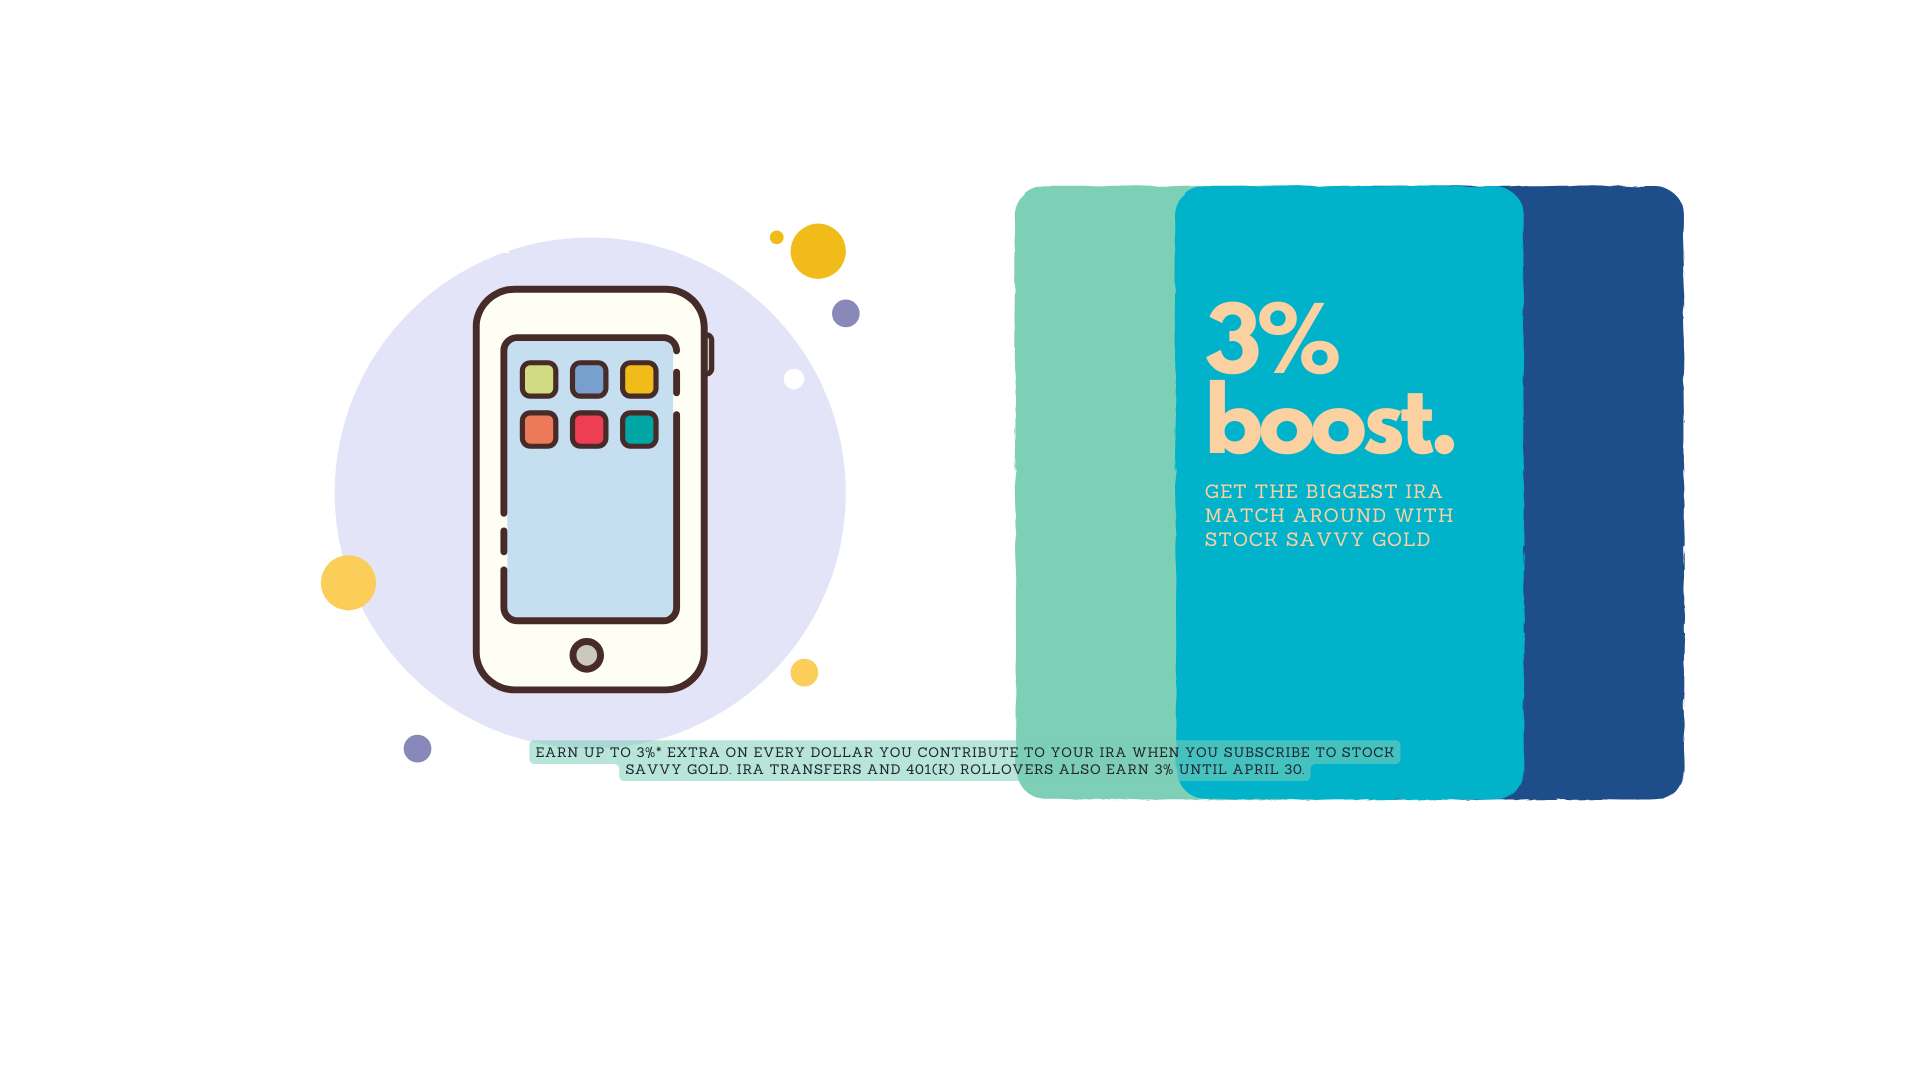 3%
boost.
GET THE BIGGEST IRA
MATCH AROUND WITH
STOCK SAVVY GOLD
EARN UP TO 3%* EXTRA ON EVERY DOLLAR YOU CONTRIBUTE TO YOUR IRA WHEN YOU SUBSCRIBE TO STOCK
SAVVY GOLD. IRA TRANSFERS AND 401(K) ROLLOVERS ALSO EARN 3% UNTIL APRIL 30.